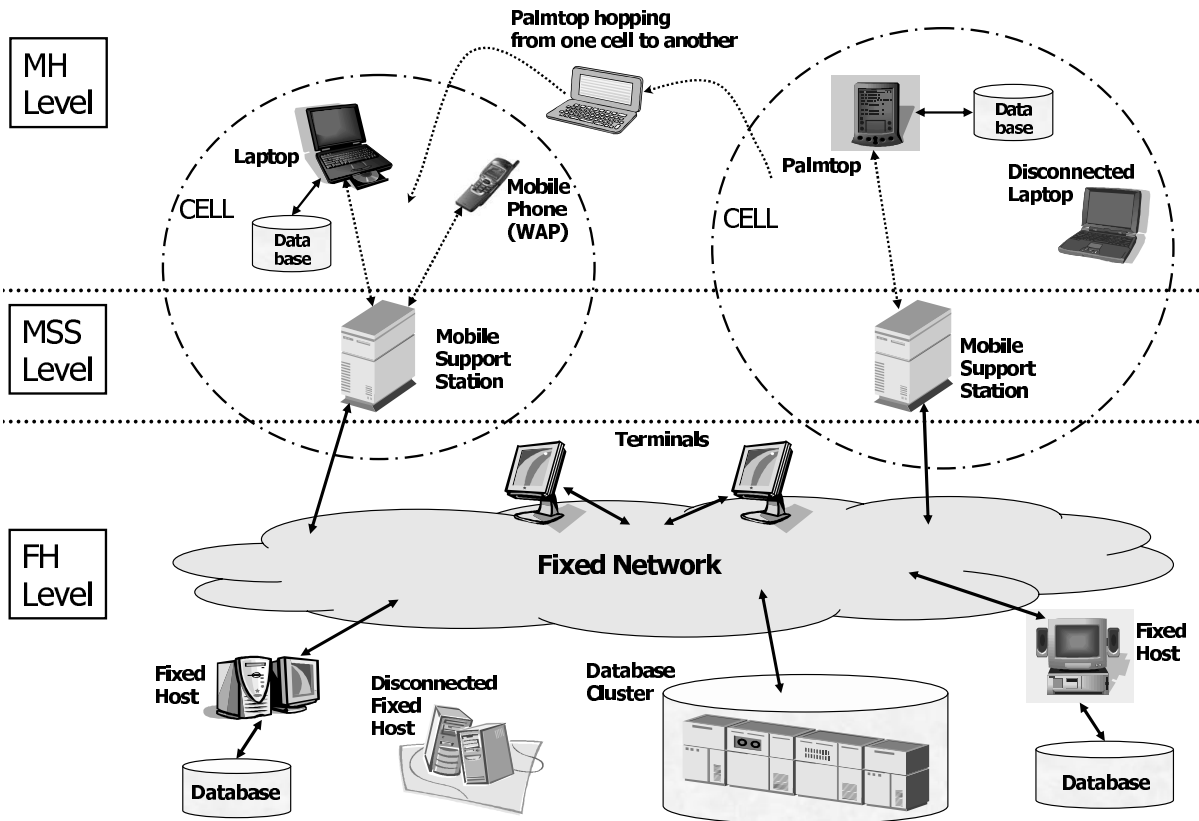 MH
Level
Palmtop hopping
from one cell to another
Laptop
CELL
Data
base
Mobile
Phone
(WAP)
Data
base
Palmtop
Disconnected
Laptop
CELL
MSS
Level
Mobile
Support
Station
Mobile
Support
Station
Terminals
FH
Level
Fixed Network
Fixed
Host
Database
Disconnected
Fixed
Host
Database
Cluster
Fixed
Host
Database